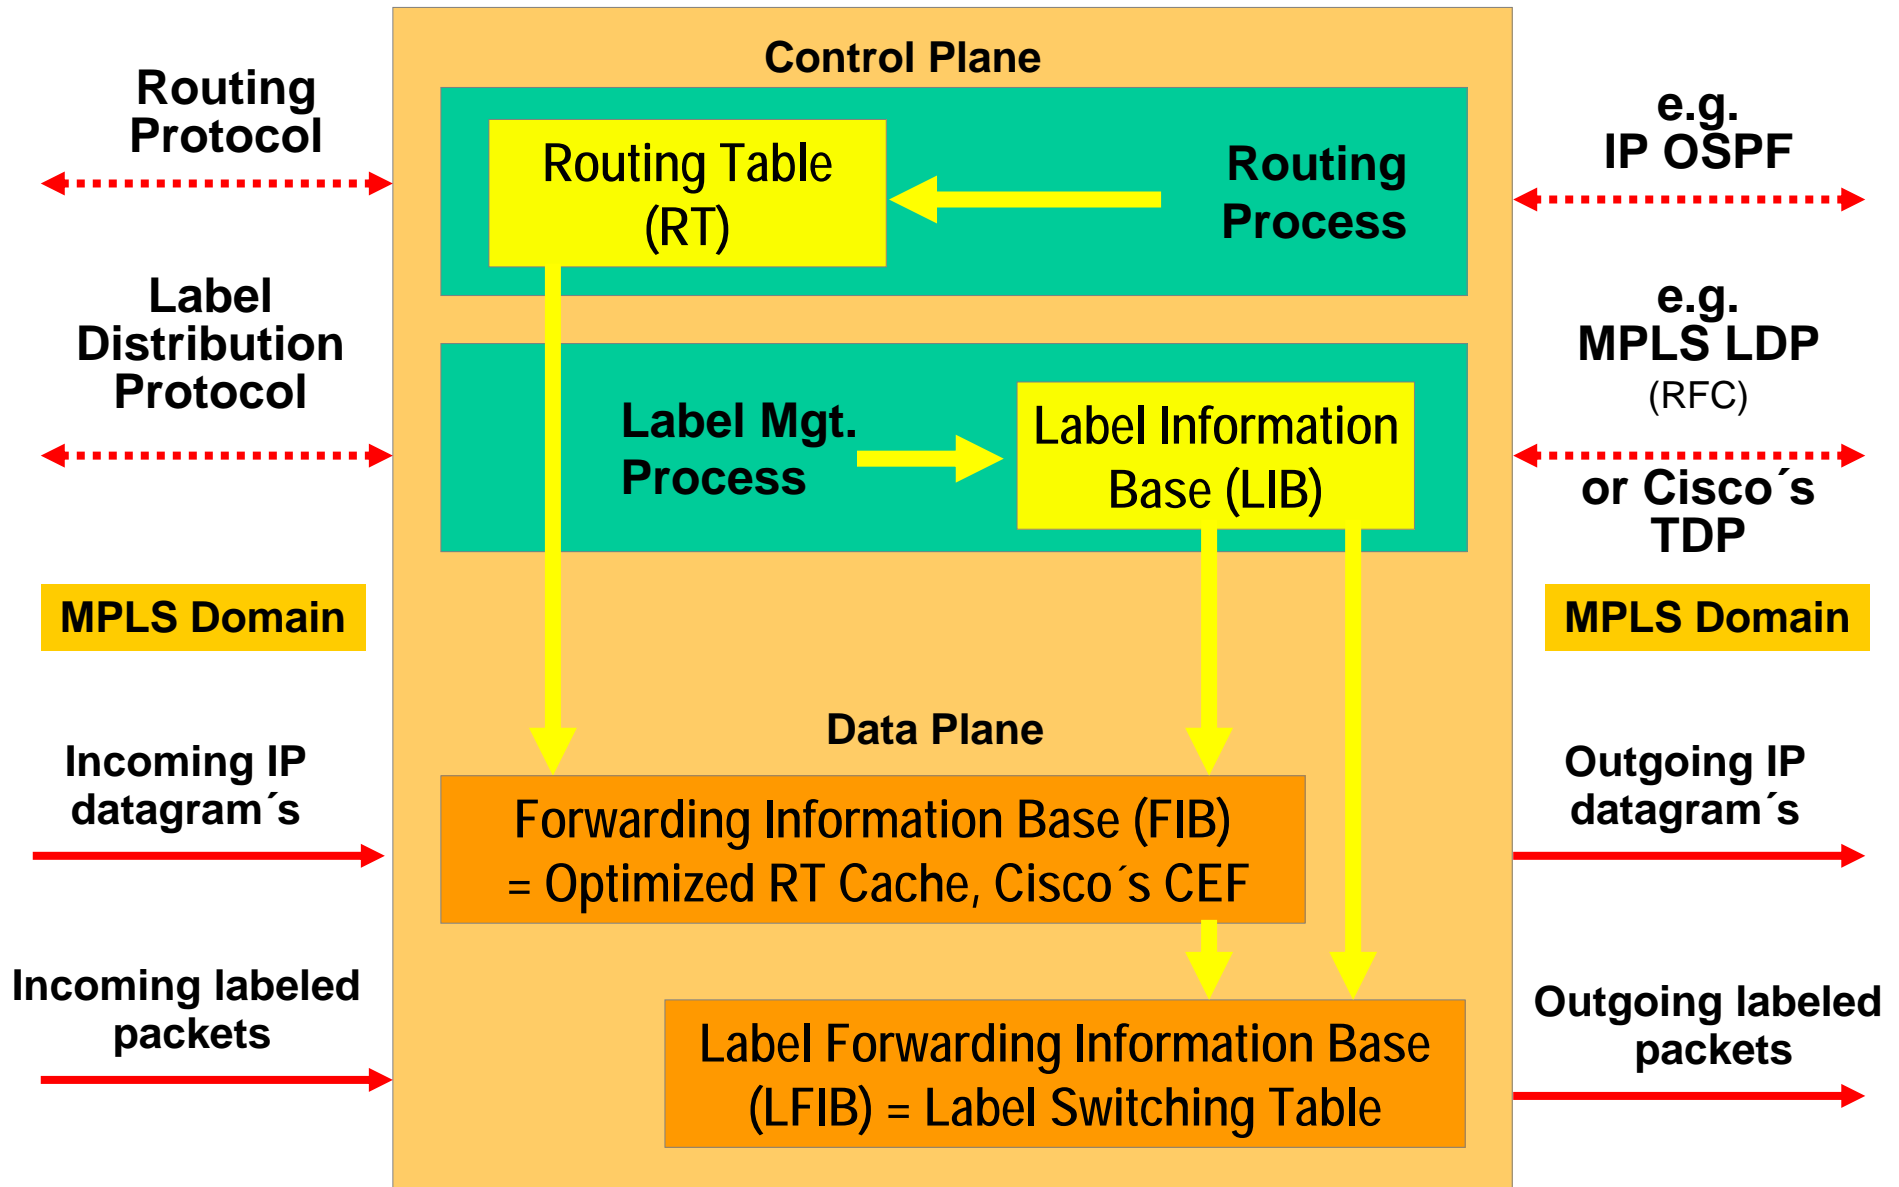 Control Plane
Routing
Protocol
Routing Table
(RT)
Routing
Process
e.g.
IP OSPF
Label
Distribution
Protocol
Label Mgt.
Process
Label Information
Base (LIB)
e.g.
MPLS LDP
(RFC)
or Cisco´s
TDP
MPLS Domain
MPLS Domain
Data Plane
Incoming IP
datagram´s
Forwarding Information Base (FIB)
= Optimized RT Cache, Cisco´s CEF
Outgoing IP
datagram´s
Incoming labeled
packets
Label Forwarding Information Base
(LFIB) = Label Switching Table
Outgoing labeled
packets